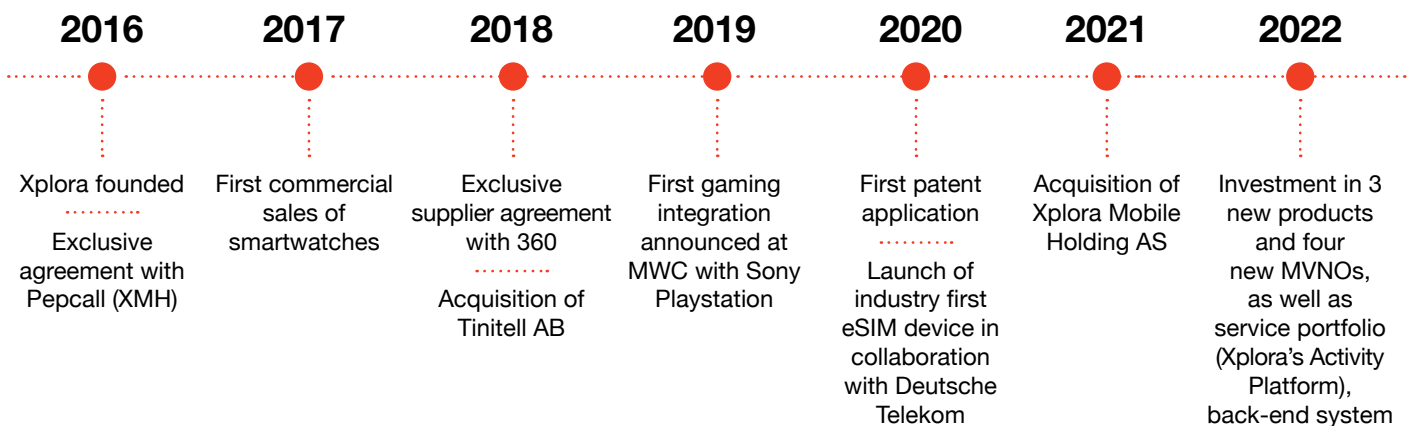 2016
Xplora founded
Exclusive
agreement with
Pepcall (XMH)
2017
First commercial
sales of
smartwatches
2018
Exclusive
supplier agreement
with 360
Acquisition of
Tinitell AB
2019
First gaming
integration
announced at
MWC with Sony
Playstation
2020
First patent
application
Launch of
industry first
eSIM device in
collaboration
with Deutsche
Telekom
2021
Acquisition of
Xplora Mobile
Holding AS
2022
Investment in 3
new products
and four
new MVNOs,
as well as
service portfolio
(Xplora’s Activity
Platform),
back-end system